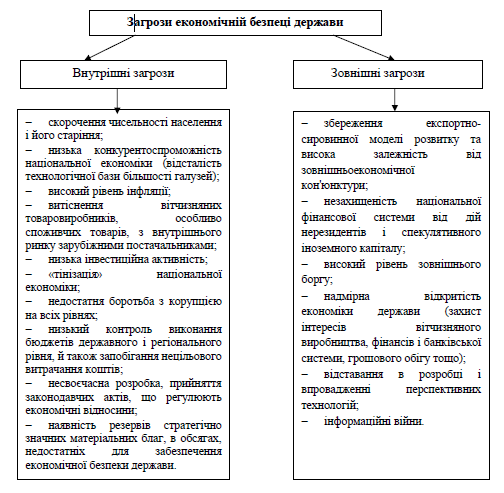 Загрози економічній безпеці держави
Внутрішні загрози
Зовнішні загрози
– скорочення чисельності населення
і його старіння;
– низька конкурентоспроможність
національної економіки (відсталість
технологічної бази більшості галузей);
– високий рівень інфляції;
– витіснення вітчизняних
товаровиробників, особливо
споживчих товарів, з внутрішнього
ринку зарубіжними постачальниками;
– низька інвестиційна активність;
– «тінізація» національної
економіки;
– недостатня боротьба з корупцією
на всіх рівнях;
– низький контроль виконання
бюджетів державного і регіонального
рівня, й також запобігання нецільового
витрачання коштів;
– несвоєчасна розробка, прийняття
законодавчих актів, що регулюють
економічні відносини;
– наявність резервів стратегічно
значних матеріальних благ, в обсягах,
недостатніх для забезпечення
економічної безпеки держави.
– збереження експортно-
сировинної моделі розвитку та
висока залежність від
зовнішньоекономічної
кон'юнктури;
– незахищеність національної
фінансової системи від дій
нерезидентів і спекулятивного
іноземного капіталу;
– високий рівень зовнішнього
боргу;
– надмірна відкритість
економіки держави (захист
інтересів вітчизняного
виробництва, фінансів і банківської
системи, грошового обігу тощо);
– відставання в розробці і
впровадженні перспективних
технологій;
– інформаційні війни.